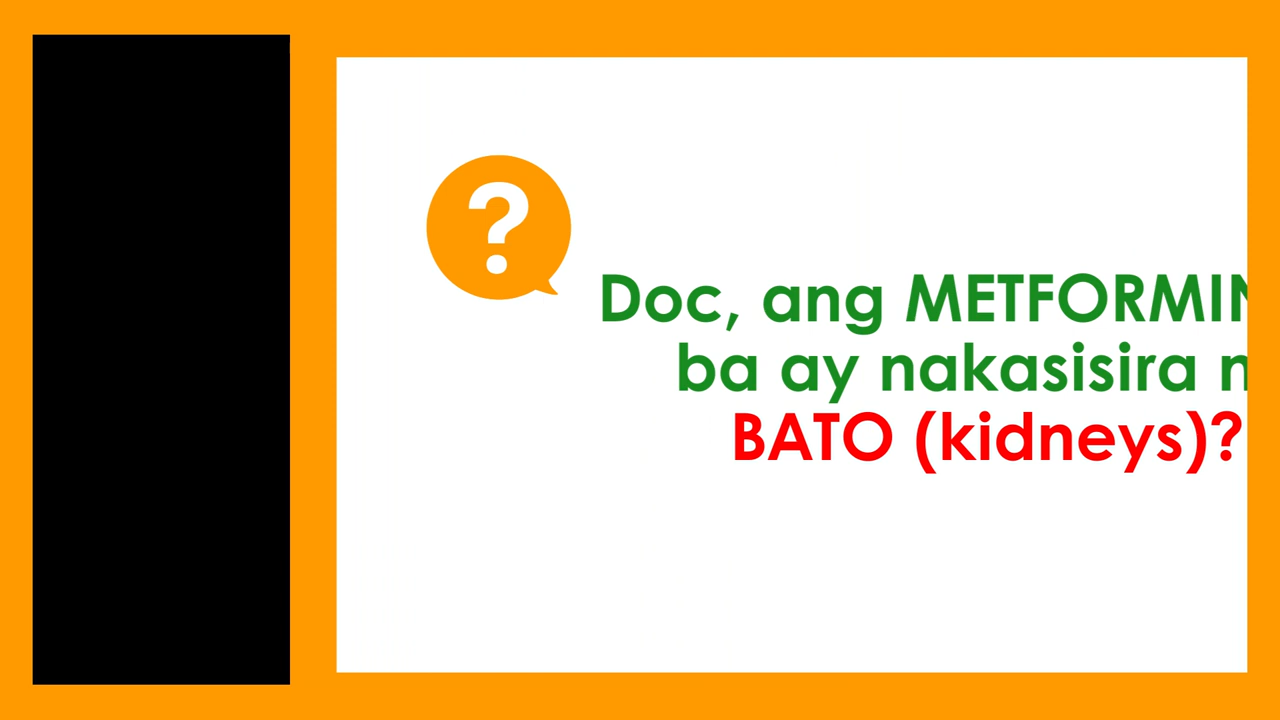 ?
Doc, ang METFORMIN
ba ay nakasisira
BATO (kidneys)?